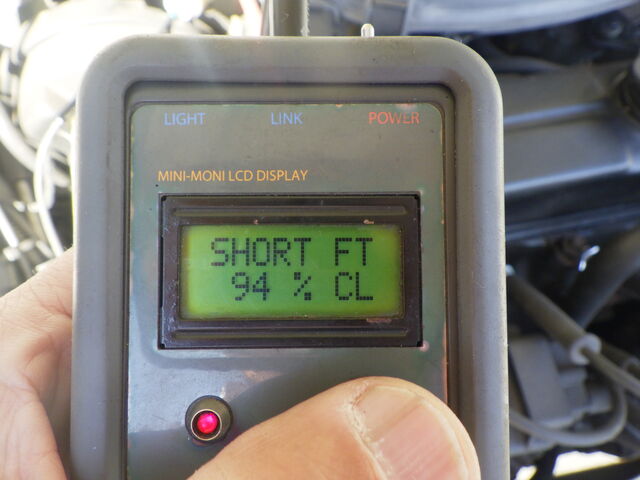 LIGHT LINK POWER
MINI-MONI LCD DISPLAY
SHORT FT
94 % CL